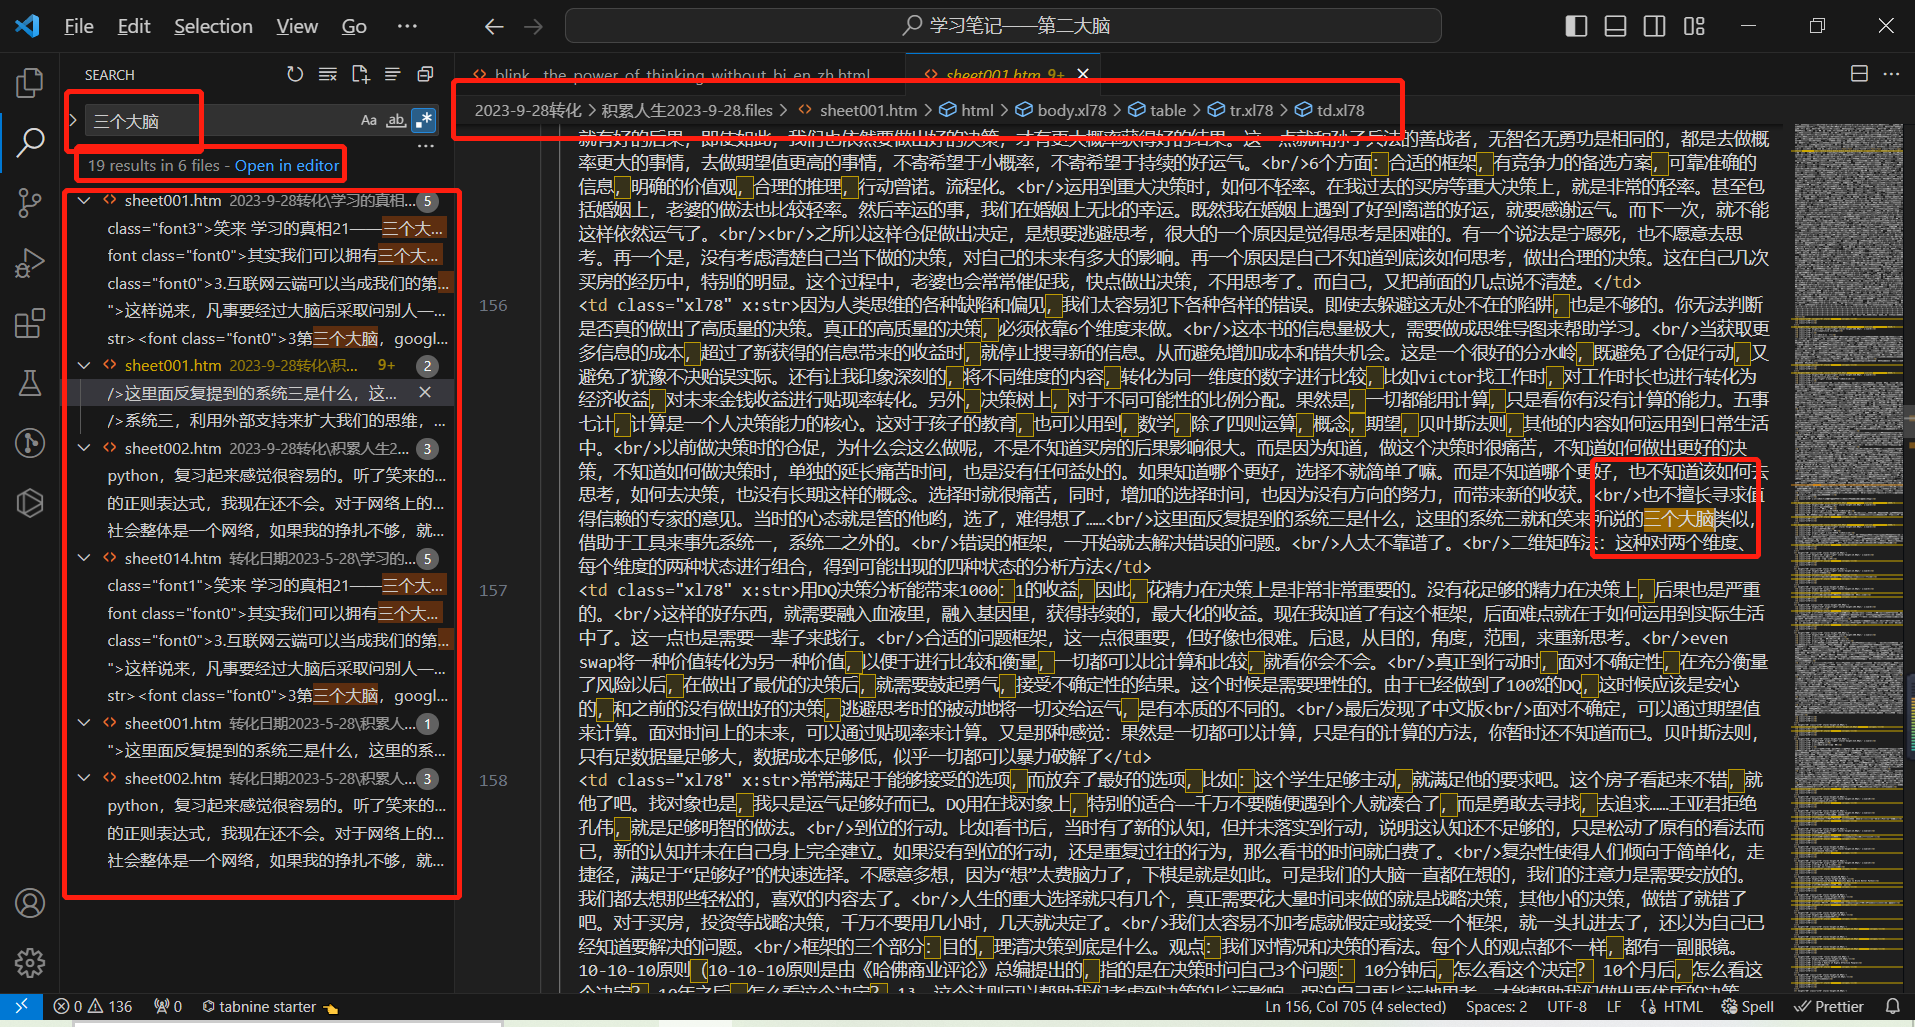 File Edit Selection View Go ···
学习笔记——第二大脑
SEARCH
三个大脑
Aa ab .*
19 results in 6 files - Open in editor
sheet001.htm 2023-9-28转化\学习的真相... 5
class="font3">笑来 学习的真相21——三个大...
font class="font0">其实我们可以拥有三个大...
class="font0">3.互联网云端可以当成我们的第...
">这样说来，凡事要经过大脑后采取问别人—...
str> <font class="font0">3第三个大脑，googl...
sheet001.htm 2023-9-28转化\积... 9+ 2
/>这里面反复提到的系统三是什么，这...
/>系统三，利用外部支持来扩大我们的思维，...
sheet002.htm 2023-9-28转化\积累人生2... 3
python，复习起来感觉很容易的。听了笑来的...
的正则表达式，我现在还不会。对于网络上的...
社会整体是一个网络，如果我的挣扎不够，就...
sheet014.htm 转化日期2023-5-28\学习的... 5
class="font1">笑来 学习的真相21——三个大...
font class="font0">其实我们可以拥有三个大...
class="font0">3.互联网云端可以当成我们的第...
">这样说来，凡事要经过大脑后采取问别人—...
str> <font class="font0">3第三个大脑，googl...
sheet001.htm 转化日期2023-5-28\积累人... 1
">这里面反复提到的系统三是什么，这里的系...
sheet002.htm 转化日期2023-5-28\积累人... 3
python，复习起来感觉很容易的。听了笑来的...
的正则表达式，我现在还不会。对于网络上的...
社会整体是一个网络，如果我的挣扎不够，就...
blink_ the power of thinking without bi en zh.html
sheet001.htm 9+
2023-9-28转化 > 积累人生2023-9-28.files > sheet001.htm > html > body.xl78 > table > tr.xl78 > td.xl78
就有好的后果，即使如此，我们也依然要做出好的决策，才有更大概率获得好的结果。这一点就和孙子兵法的善战者，无智名无勇功是相同的，都是去做概
率更大的事情，去做期望值更高的事情，不寄希望于小概率，不寄希望于持续的好运气。<br/>6个方面：合适的框架，有竞争力的备选方案，可靠准确的
信息，明确的价值观，合理的推理，行动曾诺。流程化。<br/>运用到重大决策时，如何不轻率。在我过去的买房等重大决策上，就是非常的轻率。甚至包
括婚姻上，老婆的做法也比较轻率。然后幸运的事，我们在婚姻上无比的幸运。既然我在婚姻上遇到了好到离谱的好运，就要感谢运气。而下一次，就不能
这样依然运气了。<br/><br/>之所以这样仓促做出决定，是想要逃避思考，很大的一个原因是觉得思考是困难的。有一个说法是宁愿死，也不愿意去思
考。再一个是，没有考虑清楚自己当下做的决策，对自己的未来有多大的影响。再一个原因是自己不知道到底该如何思考，做出合理的决策。这在自己几次
买房的经历中，特别的明显。这个过程中，老婆也会常常催促我，快点做出决策，不用思考了。而自己，又把前面的几点说不清楚。</td>
156 <td class="xl78" x:str>因为人类思维的各种缺陷和偏见，我们太容易犯下各种各样的错误。即使去躲避这无处不在的陷阱，也是不够的。你无法判断
是否真的做出了高质量的决策。真正的高质量的决策，必须依靠6个维度来做。<br/>这本书的信息量极大，需要做成思维导图来帮助学习。<br/>当获取更
多信息的成本，超过了新获得的信息带来的收益时，就停止搜寻新的信息。从而避免增加成本和错失机会。这是一个很好的分水岭，既避免了仓促行动，又
避免了犹豫不决贻误实际。还有让我印象深刻的，将不同维度的内容，转化为同一维度的数字进行比较，比如victor找工作时，对工作时长也进行转化为
经济收益，对未来金钱收益进行贴现率转化。另外，决策树上，对于不同可能性的比例分配。果然是，一切都能用计算，只是看你有没有计算的能力。五事
七计，计算是一个人决策能力的核心。这对于孩子的教育，也可以用到，数学，除了四则运算，概念，期望，贝叶斯法则，其他的内容如何运用到日常生活
中。<br/>以前做决策时的仓促，为什么会这么做呢，不是不知道买房的后果影响很大。而是因为知道，做这个决策时很痛苦，不知道如何做出更好的决
策，不知道如何做决策时，单独的延长痛苦时间，也是没有任何益处的。如果知道哪个更好，选择不就简单了嘛。而是不知道哪个更好，也不知道该如何去
思考，如何去决策，也没有长期这样的概念。选择时就很痛苦，同时，增加的选择时间，也因为没有方向的努力，而带来新的收获。<br/>也不擅长寻求值
得信赖的专家的意见。当时的心态就是管的他哟，选了，难得想了……<br/>这里面反复提到的系统三是什么，这里的系统三就和笑来所说的三个大脑类似，
借助于工具来事先系统一，系统二之外的。<br/>错误的框架，一开始就去解决错误的问题。<br/>人太不靠谱了。<br/>二维矩阵法：这种对两个维度、
每个维度的两种状态进行组合，得到可能出现的四种状态的分析方法</td>
157 <td class="xl78" x:str>用DQ决策分析能带来1000：1的收益，因此，花精力在决策上是非常非常重要的。没有花足够的精力在决策上，后果也是严重
的。<br/>这样的好东西，就需要融入血液里，融入基因里，获得持续的，最大化的收益。现在我知道了有这个框架，后面难点就在于如何运用到实际生活
中了。这一点也是需要一辈子来践行。<br/>合适的问题框架，这一点很重要，但好像也很难。后退，从目的，角度，范围，来重新思考。<br/>even
swap将一种价值转化为另一种价值，以便于进行比较和衡量，一切都可以比计算和比较，就看你会不会。<br/>真正到行动时，面对不确定性，在充分衡量
了风险以后，在做出了最优的决策后，就需要鼓起勇气，接受不确定性的结果。这个时候是需要理性的。由于已经做到了100%的DQ，这时候应该是安心
的，和之前的没有做出好的决策，逃避思考时的被动地将一切交给运气，是有本质的不同的。<br/>最后发现了中文版<br/>面对不确定，可以通过期望值
来计算。面对时间上的未来，可以通过贴现率来计算。又是那种感觉：果然是一切都可以计算，只是有的计算的方法，你暂时还不知道而已。贝叶斯法则，
只有足数据量足够大，数据成本足够低，似乎一切都可以暴力破解了</td>
158 <td class="xl78" x:str>常常满足于能够接受的选项，而放弃了最好的选项，比如：这个学生足够主动，就满足他的要求吧。这个房子看起来不错，就
他了吧。找对象也是，我只是运气足够好而已。DQ用在找对象上，特别的适合——千万不要随便遇到个人就凑合了，而是勇敢去寻找，去追求……王亚君拒绝
孔伟，就是足够明智的做法。<br/>到位的行动。比如看书后，当时有了新的认知，但并未落实到行动，说明这认知还不足够的，只是松动了原有的看法而
已，新的认知并未在自己身上完全建立。如果没有到位的行动，还是重复过往的行为，那么看书的时间就白费了。<br/>复杂性使得人们倾向于简单化，走
捷径，满足于“足够好”的快速选择。不愿意多想，因为“想”太费脑力了，下棋是就是如此。可是我们的大脑一直都在想的，我们的注意力是需要安放的。
我们都去想那些轻松的，喜欢的内容去了。<br/>人生的重大选择就只有几个，真正需要花大量时间来做的就是战略决策，其他小的决策，做错了就错了
吧。对于买房，投资等战略决策，千万不要用几小时，几天就决定了。<br/>我们太容易不加考虑就假定或接受一个框架，就一头扎进去了，还以为自己已
经知道要解决的问题。<br/>框架的三个部分：目的，理清决策到底是什么。观点：我们对情况和决策的看法。每个人的观点都不一样，都有一副眼镜。
10-10-10原则（10-10-10原则是由《哈佛商业评论》总编提出的，指的是在决策时问自己3个问题： 10分钟后，怎么看这个决定？ 10个月后，怎么看这
个决定？ 10年之后，怎么看这个决定？
0 136 0 tabnine starter Ln 156, Col 705 (4 selected) Spaces: 2 UTF-8 LF HTML Spell Prettier